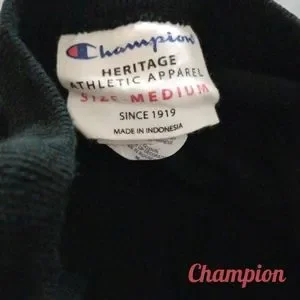 Champion
HERITAGE
ATHLETIC APPAREL
SIZE-MEDIUM
SINCE 1919
MADE IN INDONESIA
Champion